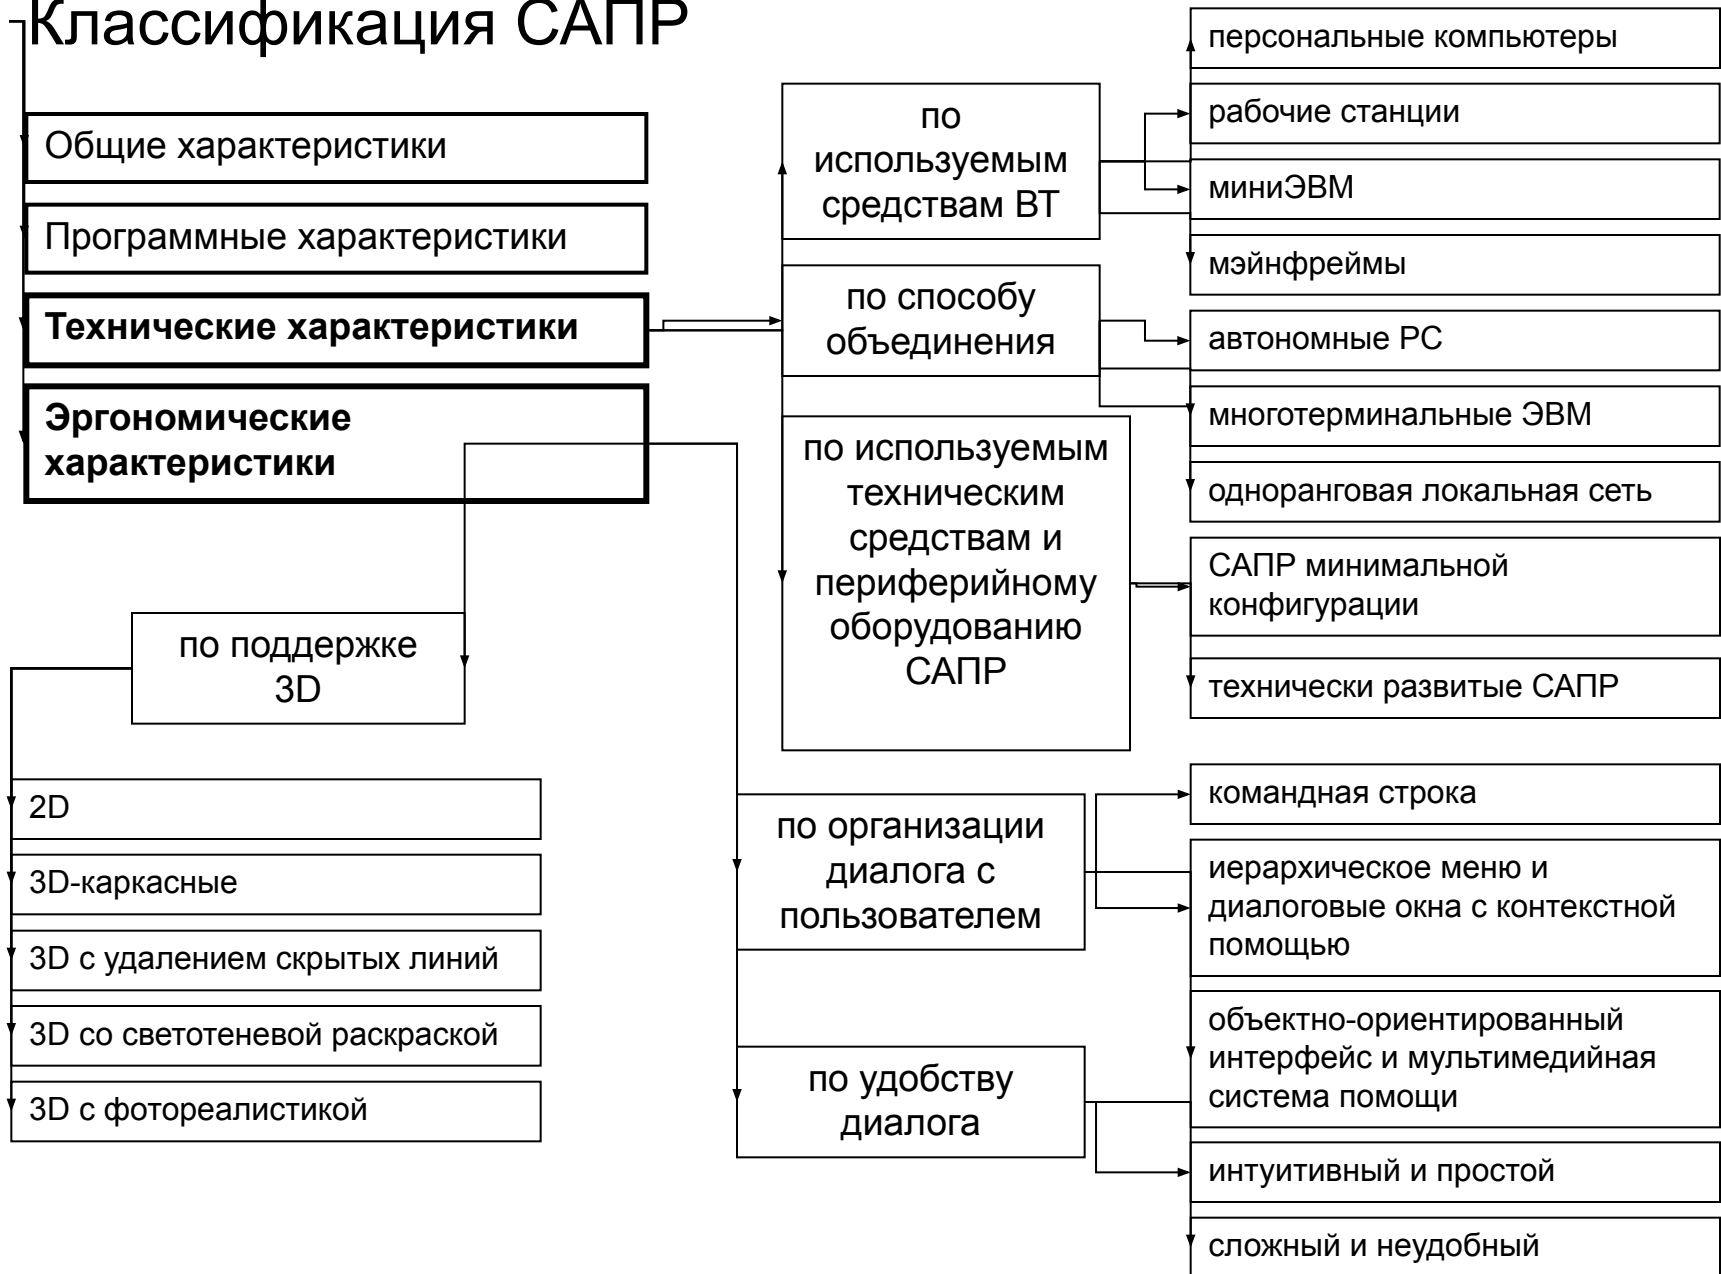 Классификация САПР
Общие характеристики
Программные характеристики
Технические характеристики
Эргономические
характеристики
по
используемым
средствам ВТ
персональные компьютеры
рабочие станции
миниЭВМ
мэйнфреймы
по способу
объединения
автономные РС
многотерминальные ЭВМ
одноранговая локальная сеть
по используемым
техническим
средствам и
периферийному
оборудованию
САПР
САПР минимальной
конфигурации
технически развитые САПР
по поддержке
3D
2D
3D-каркасные
3D с удалением скрытых линий
3D со светотеневой раскраской
3D с фотореалистикой
по организации
диалога с
пользователем
командная строка
иерархическое меню и
диалоговые окна с контекстной
помощью
объектно-ориентированный
интерфейс и мультимедийная
система помощи
по удобству
диалога
интуитивный и простой
сложный и неудобный